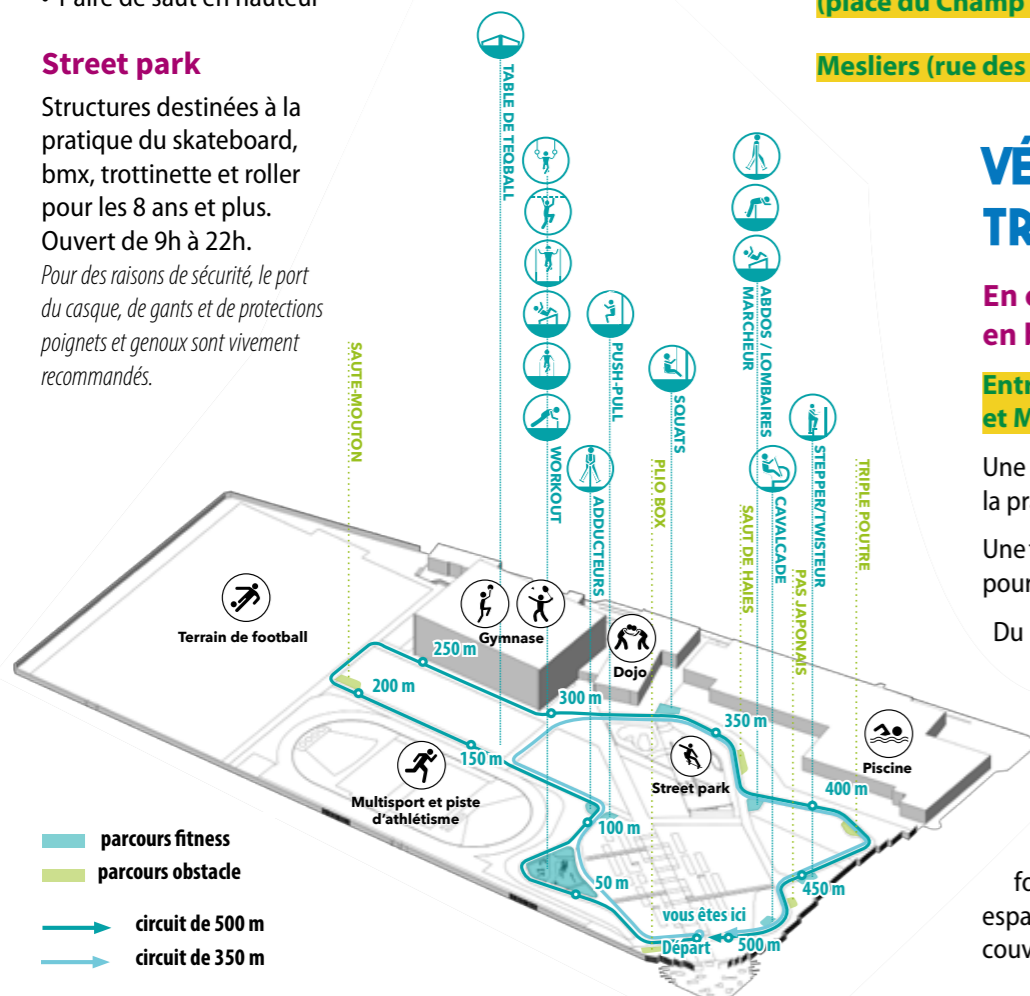 • Paire de saut en hauteur
Street park
Structures destinées à la
pratique du skateboard,
bmx, trottinette et roller
pour les 8 ans et plus.
Ouvert de 9h à 22h.
Pour des raisons de sécurité, le port
du casque, de gants et de protections
poignets et genoux sont vivement
recommandés.
(place du Champ
Mesliers (rue des
VÉ
TR
En
en
Entr
et M
Une
la pr
Une
pour
Du
fo
espa
couv
TABLE DE TEQBALL
SAUTE-MOUTON
WORKOUT
PUSH-PULL
ADDUCTEURS
SQUATS
PLIO BOX
ABDOS / LOMBAIRES
MARCHEUR
SAUT DE HAIES
STEPPER/TWISTEUR
CAVALCADE
PAS JAPONAIS
TRIPLE POUTRE
Terrain de football
Gymnase
Dojo
Piscine
Street park
Multisport et piste
d'athlétisme
250 m
200 m
300 m
350 m
150 m
400 m
100 m
50 m
450 m
vous êtes ici
Départ
500 m
parcours fitness
parcours obstacle
circuit de 500 m
circuit de 350 m